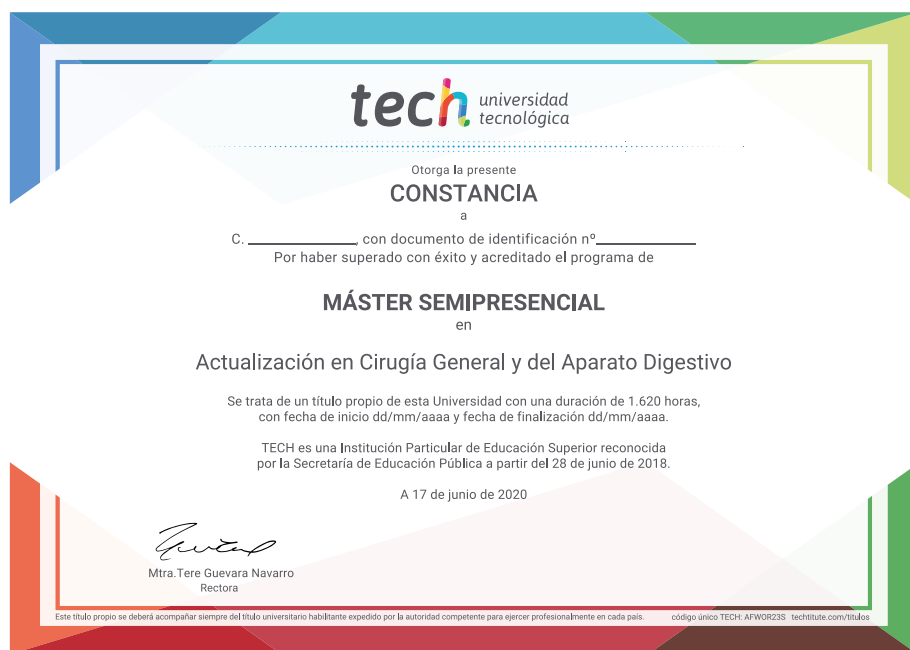 tech universidad
tecnológica
Otorga la presente
CONSTANCIA
a
C. ____________, con documento de identificación nº____________
Por haber superado con éxito y acreditado el programa de
MÁSTER SEMIPRESENCIAL
en
Actualización en Cirugía General y del Aparato Digestivo
Se trata de un título propio de esta Universidad con una duración de 1.620 horas,
con fecha de inicio dd/mm/aaaa y fecha de finalización dd/mm/aaaa.
TECH es una Institución Particular de Educación Superior reconocida
por la Secretaría de Educación Pública a partir del 28 de junio de 2018.
A 17 de junio de 2020
Mtra.Tere Guevara Navarro
Rectora
Este título propio se deberá acompañar siempre del título universitario habilitante expedido por la autoridad competente para ejercer profesionalmente en cada país. código único TECH: AFWOR23S techtitute.com/titulos